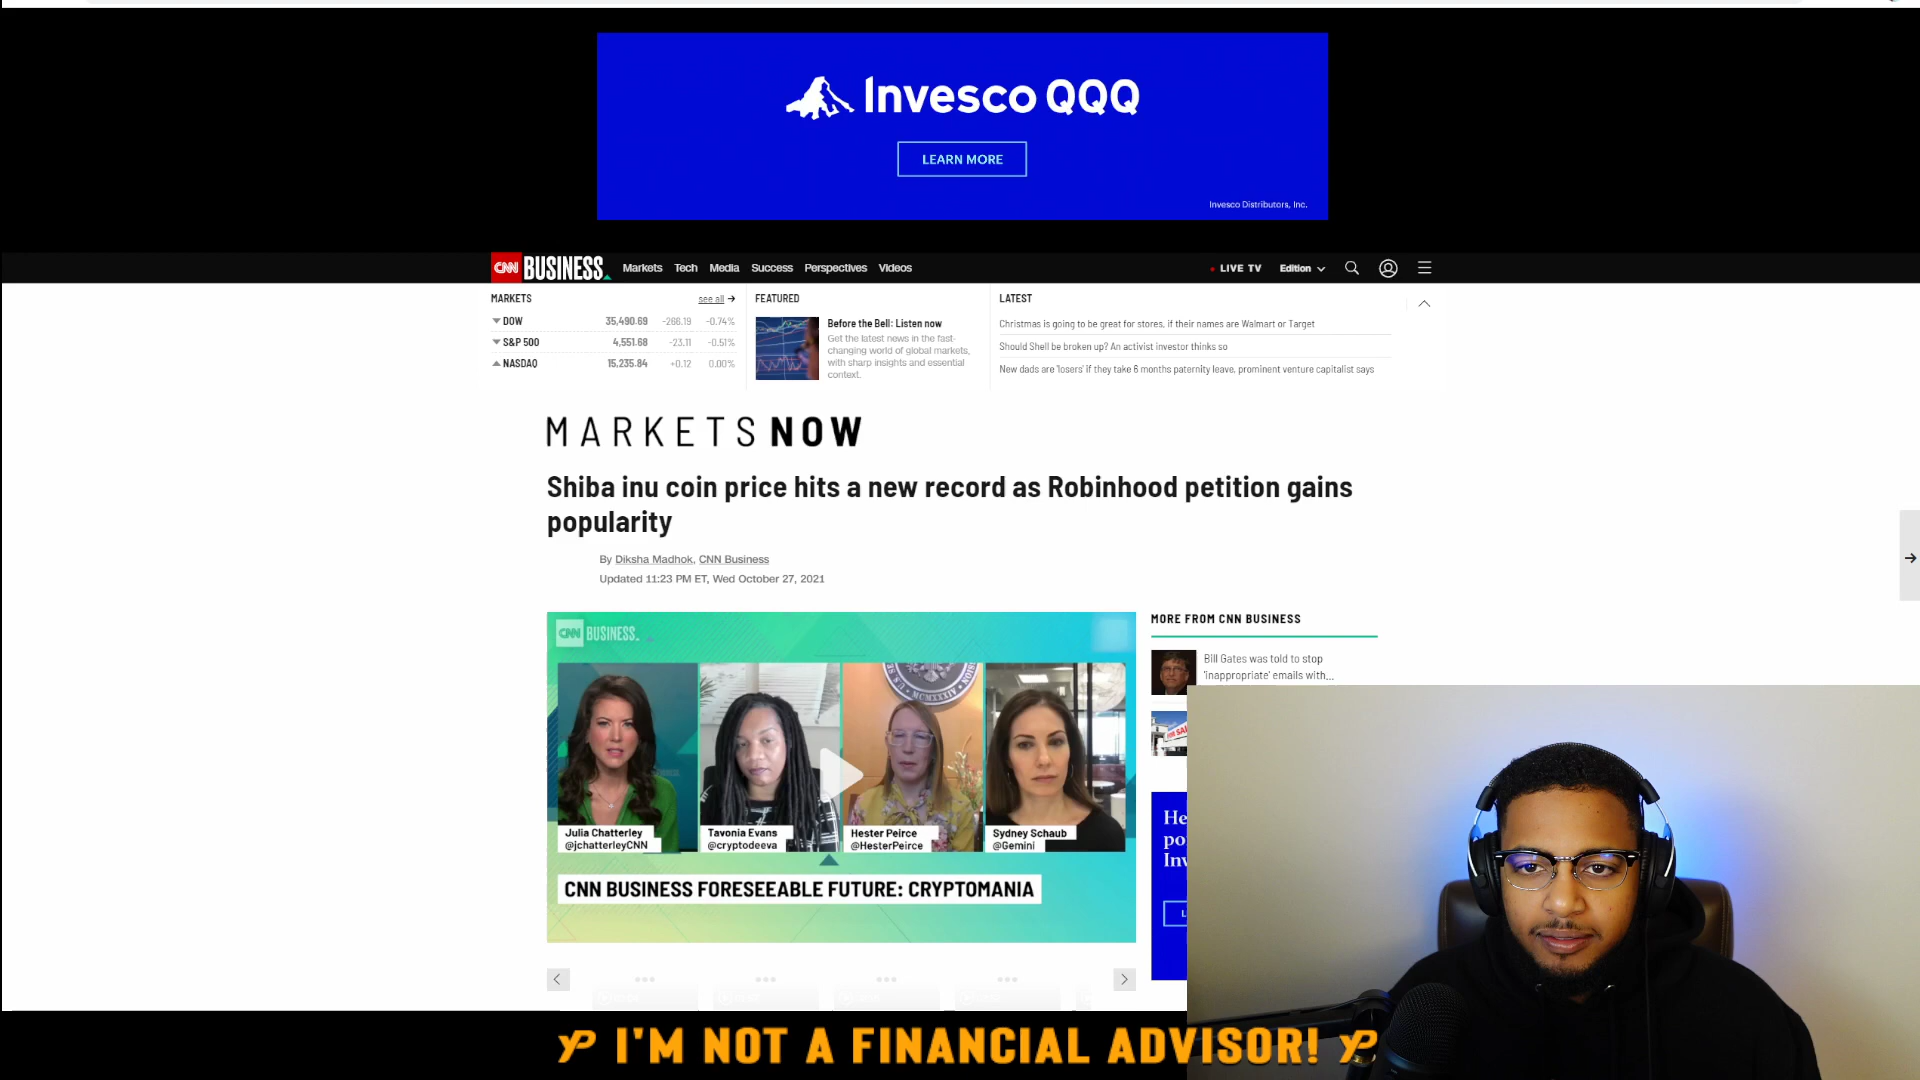 Invesco QQQ
LEARN MORE
Invesco Distributors, Inc.
CNN BUSINESS Markets Tech Media Success Perspectives Videos LIVE TV Edition
MARKETS see all
DOW 35,490.69 -266.19 -0.74%
S&P 500 4,551.68 -23.11 -0.51%
NASDAQ 15,235.84 +0.12 0.00%
FEATURED
Before the Bell: Listen now
Get the latest news in the fast-
changing world of global markets,
with sharp insights and essential
context.
LATEST
Christmas is going to be great for stores, if their names are Walmart or Target
Should Shell be broken up? An activist investor thinks so
New dads are 'losers' if they take 6 months paternity leave, prominent venture capitalist says
MARKETS NOW
Shiba inu coin price hits a new record as Robinhood petition gains
popularity
By Diksha Madhok, CNN Business
Updated 11:23 PM ET, Wed October 27, 2021
CNN BUSINESS
Julia Chatterley
@jchatterleyCNN
Tavonia Evans
@cryptodeeva
Hester Peirce
@HesterPeirce
Sydney Schaub
@Gemini
CNN BUSINESS FORESEEABLE FUTURE: CRYPTOMANIA
MORE FROM CNN BUSINESS
Bill Gates was told to stop
'inappropriate' emails with...
He
po
Inv
L
I'M NOT A FINANCIAL ADVISOR!